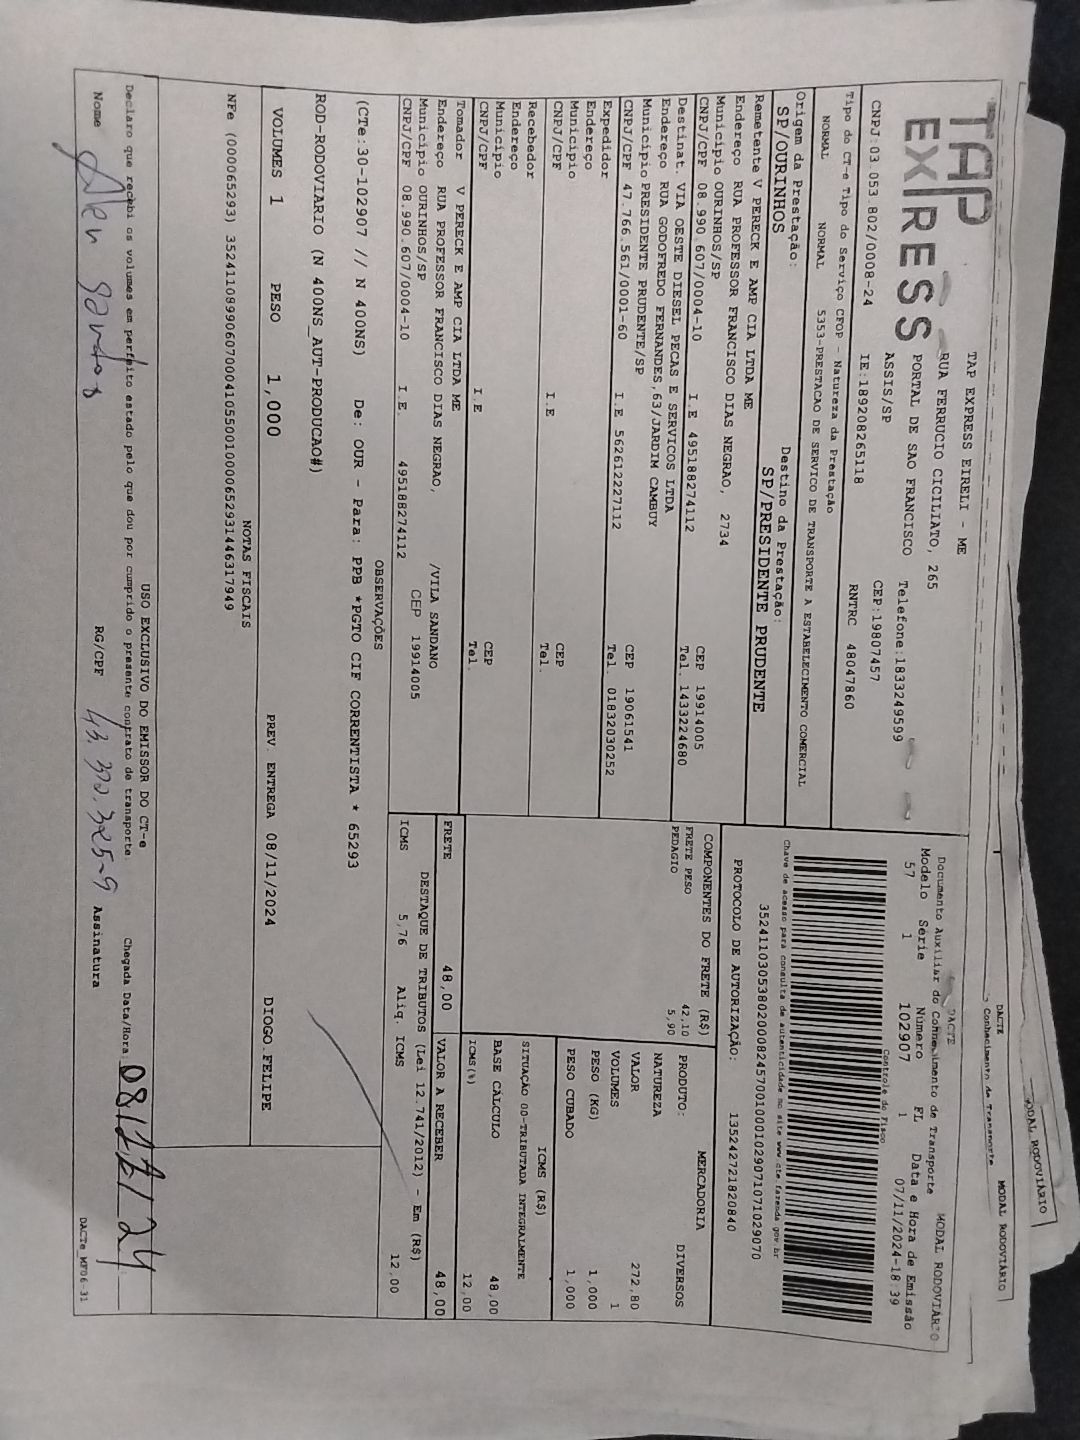 DACTE
MODAL RODOVIÁRIO
Conhecimento de Transporte
MODAL RODOVIÁRIO
TAP
EXPRESS
TAP EXPRESS EIRELI - ME
RUA FERRUCIO CICILIATO, 265
PORTAL DE SAO FRANCISCO Telefone:1833249599
ASSIS/SP CEP:19807457
CNPJ:03.053.802/0008-24 IE:189208265118 RNTRC 48047860
DACTE MODAL RODOVIÁRIO
Documento Auxiliar do Conhecimento de Transporte
Modelo Série Número FL Data e Hora de Emissão
57 1 102907 1 07/11/2024-18:39
Controle do Fisco
Chave de acesso para consulta de autenticidade no site www.cte.fazenda.gov.br
35241103053802000824570010001029071071029070
PROTOCOLO DE AUTORIZAÇÃO: 135242721820840
Tipo do CT-e Tipo do Serviço CFOP - Natureza da Prestação
NORMAL NORMAL 5353-PRESTACAO DE SERVICO DE TRANSPORTE A ESTABELECIMENTO COMERCIAL
Origem da Prestação: Destino da Prestação:
SP/OURINHOS SP/PRESIDENTE PRUDENTE
Remetente V PERECK E AMP CIA LTDA ME
Endereço RUA PROFESSOR FRANCISCO DIAS NEGRAO, 2734
Município OURINHOS/SP CEP 19914005
CNPJ/CPF 08.990.607/0004-10 I.E 495188274112 Tel. 1433224680
Destinat. VIA OESTE DIESEL PECAS E SERVICOS LTDA
Endereço RUA GODOFREDO FERNANDES,63/JARDIM CAMBUY
Município PRESIDENTE PRUDENTE/SP CEP 19061541
CNPJ/CPF 47.766.561/0001-60 I.E 562612227112 Tel. 01832030252
Expedidor
Endereço
Município CEP
CNPJ/CPF I.E Tel.
Recebedor
Endereço
Município CEP
CNPJ/CPF I.E Tel.
Tomador V PERECK E AMP CIA LTDA ME
Endereço RUA PROFESSOR FRANCISCO DIAS NEGRAO, /VILA SANDANO
Município OURINHOS/SP CEP 19914005
CNPJ/CPF 08.990.607/0004-10 I.E. 495188274112
COMPONENTES DO FRETE (R$)
FRETE PESO 42,10
PEDAGIO 5,90
MERCADORIA
PRODUTO: DIVERSOS
NATUREZA
VALOR 272,80
VOLUMES 1
PESO (KG) 1,000
PESO CUBADO 1,000
ICMS (R$)
SITUAÇÃO 00-TRIBUTADA INTEGRALMENTE
BASE CÁLCULO 48,00
ICMS(%) 12,00
FRETE 48,00 VALOR A RECEBER 48,00
DESTAQUE DE TRIBUTOS (Lei 12.741/2012) - Em (R$)
ICMS 5,76 Aliq. ICMS 12,00
OBSERVAÇÕES
(CTe:30-102907 // N 400NS) De: OUR - Para: PPB *PGTO CIF CORRENTISTA * 65293
ROD-RODOVIARIO (N 400NS_AUT-PRODUCAO#)
VOLUMES 1 PESO 1,000 PREV. ENTREGA 08/11/2024 DIOGO.FELIPE
NOTAS FISCAIS
NFe (000065293) 35241108990607000410550010000652931446317949
USO EXCLUSIVO DO EMISSOR DO CT-e
Declaro que recebi os volumes em perfeito estado pelo que dou por cumprido o presente contrato de transporte. Chegada Data/Hora
Nome RG/CPF Assinatura
DACTe_MF06.31